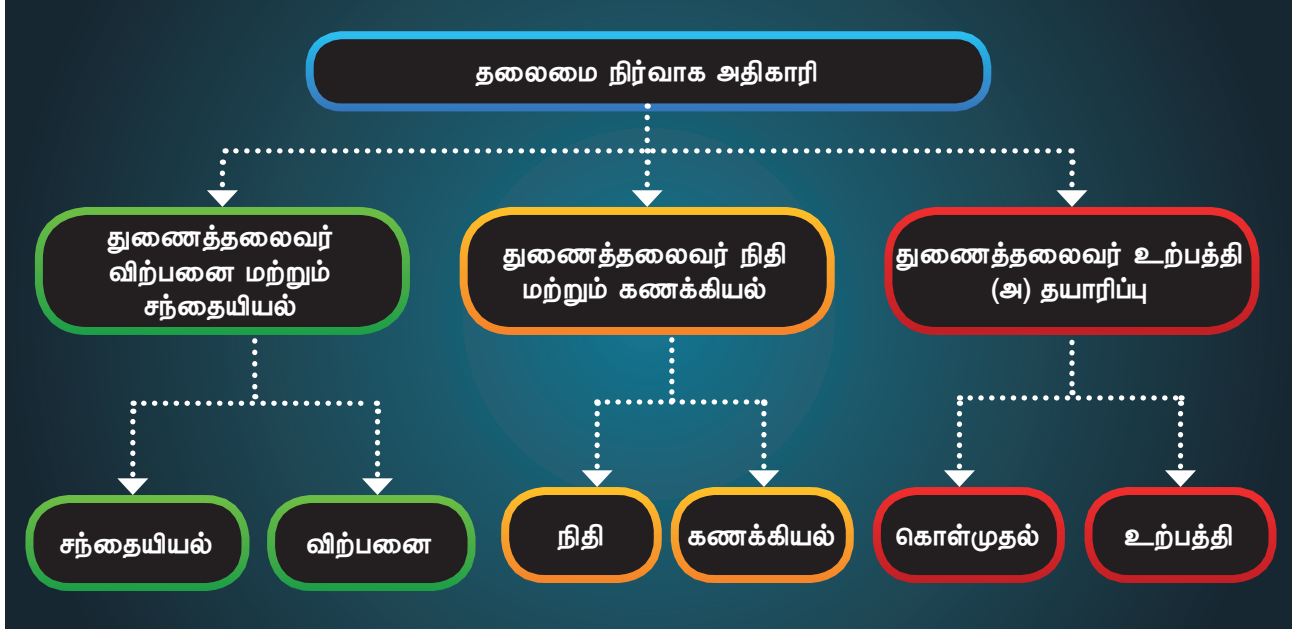 தலைமை நிர்வாக அதிகாரி
துணைத்தலைவர்
விற்பனை மற்றும்
சந்தையியல்
துணைத்தலைவர் நிதி
மற்றும் கணக்கியல்
துணைத்தலைவர் உற்பத்தி
(அ) தயாரிப்பு
சந்தையியல்
விற்பனை
நிதி
கணக்கியல்
கொள்முதல்
உற்பத்தி